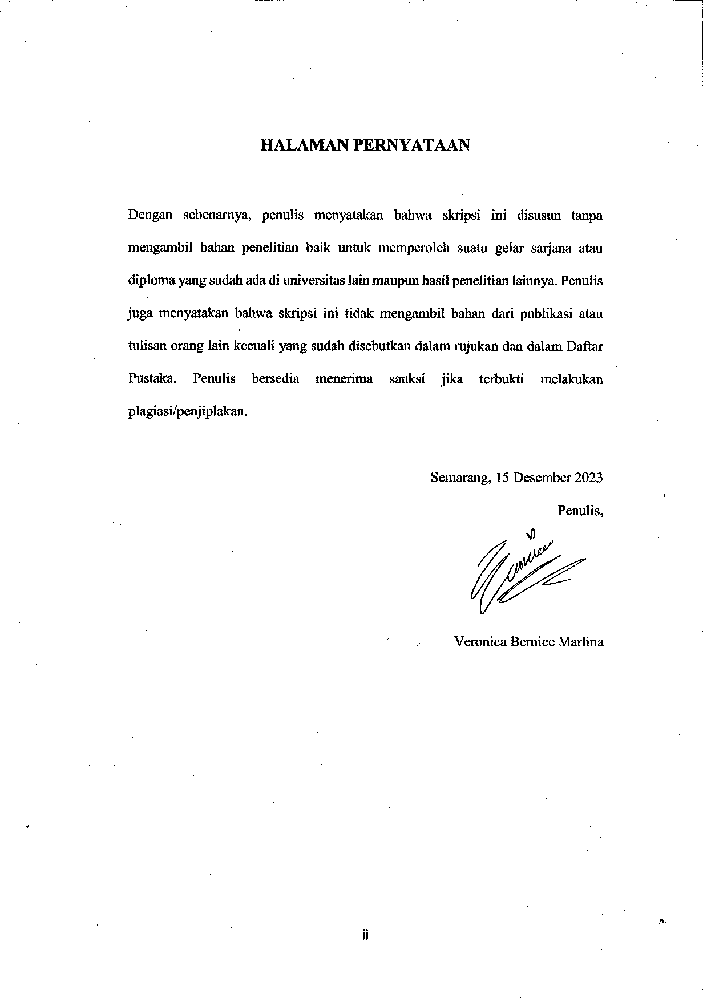 HALAMAN PERNYATAAN
Dengan sebenarnya, penulis menyatakan bahwa skripsi ini disusun tanpa
mengambil bahan penelitian baik untuk memperoleh suatu gelar sarjana atau
diploma yang sudah ada di universitas lain maupun hasil penelitian lainnya. Penulis
juga menyatakan bahwa skripsi ini tidak mengambil bahan dari publikasi atau
tulisan orang lain kecuali yang sudah disebutkan dalam rujukan dan dalam Daftar
Pustaka. Penulis bersedia menerima sanksi jika terbukti melakukan
plagiasi/penjiplakan.
Semarang, 15 Desember 2023
Penulis,
Veronica Bernice Marlina
ii